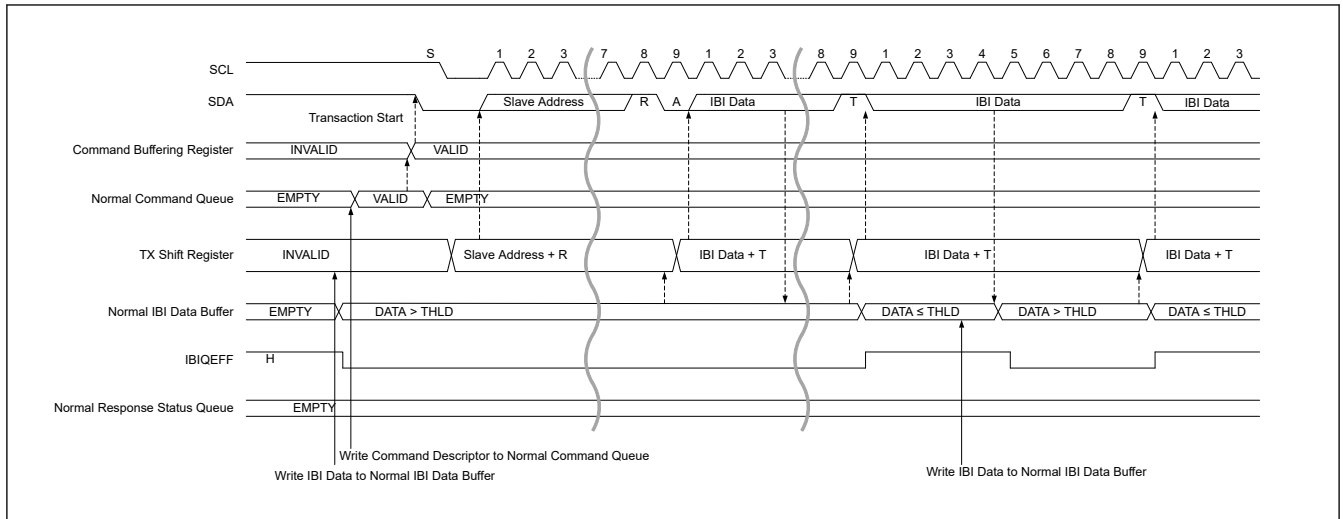 S 1 2 3 7 8 9 1 2 3 8 9 1 2 3 4 5 6 7 8 9 1 2 3
SCL
SDA Slave Address R A IBI Data T IBI Data T IBI Data
Transaction Start
Command Buffering Register INVALID VALID
Normal Command Queue EMPTY VALID EMPTY
TX Shift Register INVALID Slave Address + R IBI Data + T IBI Data + T IBI Data + T
Normal IBI Data Buffer EMPTY DATA > THLD DATA ≤ THLD DATA > THLD DATA ≤ THLD
IBIQEFF H
Normal Response Status Queue EMPTY
Write Command Descriptor to Normal Command Queue
Write IBI Data to Normal IBI Data Buffer Write IBI Data to Normal IBI Data Buffer